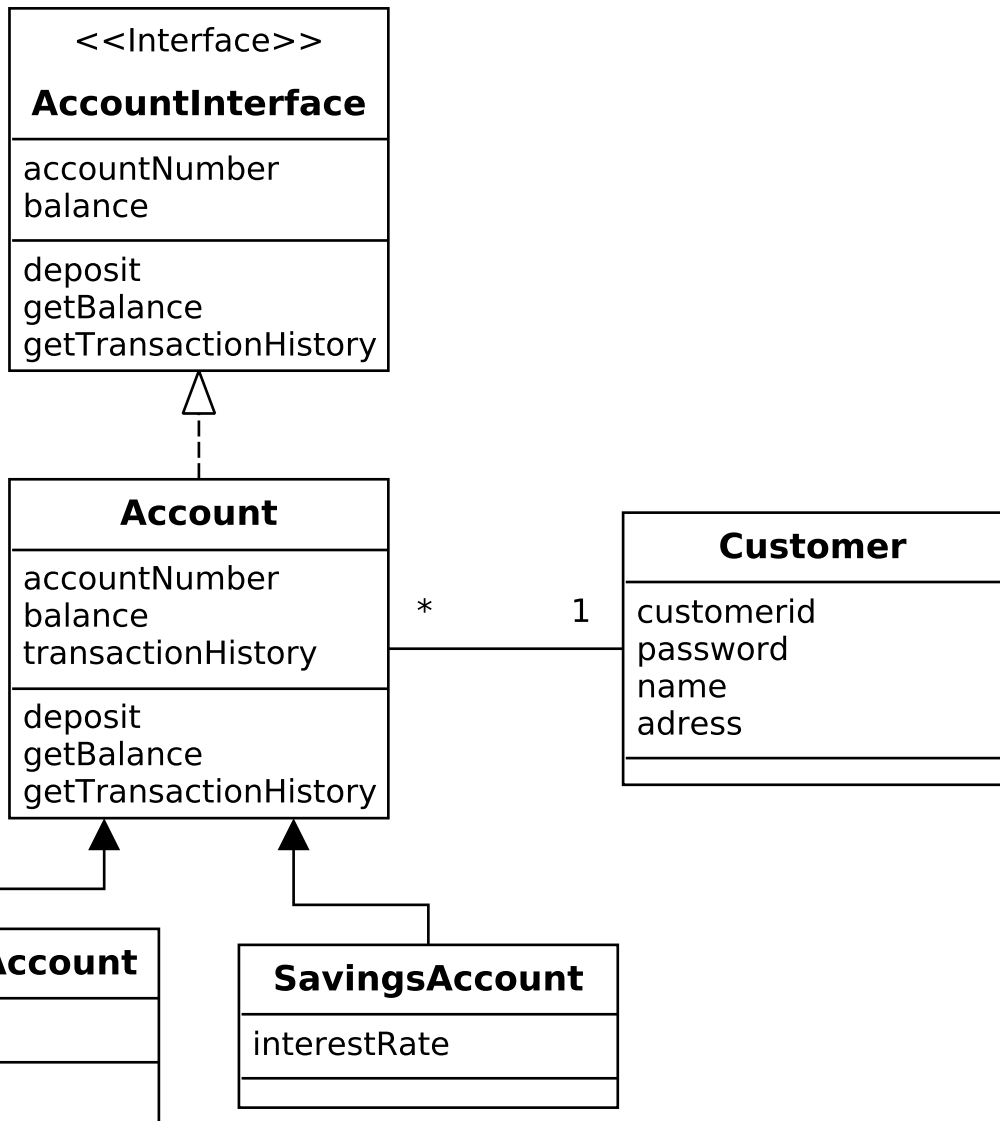 <<Interface>>
AccountInterface
accountNumber
balance
deposit
getBalance
getTransactionHistory
Account
accountNumber
balance
transactionHistory
deposit
getBalance
getTransactionHistory
* 1
Customer
customerid
password
name
adress
Account
SavingsAccount
interestRate